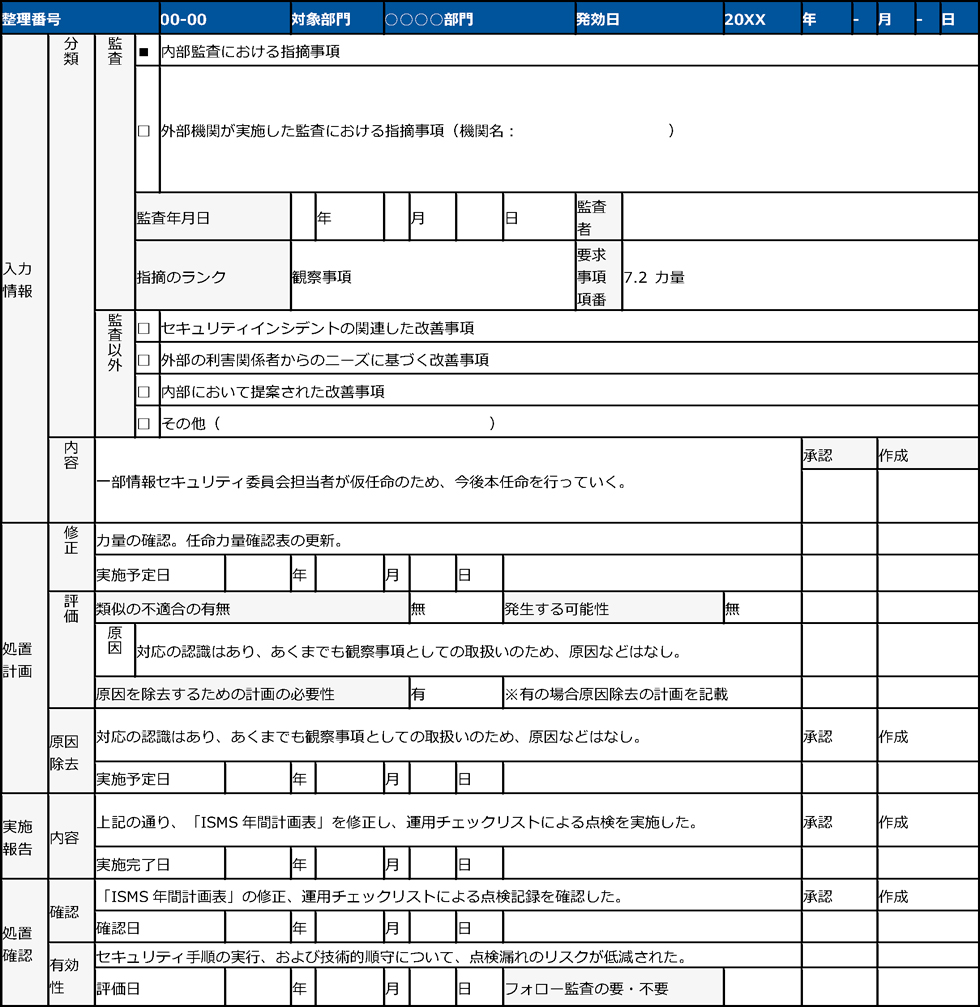 整理番号 00-00 対象部門 ○○○○部門 発効日 20XX 年 - 月 - 日
入力情報
分類
監査
■ 内部監査における指摘事項
□ 外部機関が実施した監査における指摘事項（機関名： ）
監査年月日 年 月 日 監査者
指摘のランク 観察事項 要求事項項番 7.2 力量
監査以外
□ セキュリティインシデントの関連した改善事項
□ 外部の利害関係者からのニーズに基づく改善事項
□ 内部において提案された改善事項
□ その他（ ）
内容
一部情報セキュリティ委員会担当者が仮任命のため、今後本任命を行っていく。
承認 作成
処置計画
修正
力量の確認。任命力量確認表の更新。
実施予定日 年 月 日
評価
類似の不適合の有無 無 発生する可能性 無
原因
対応の認識はあり、あくまでも観察事項としての取扱いのため、原因などはなし。
原因を除去するための計画の必要性 有 ※有の場合原因除去の計画を記載
原因除去
対応の認識はあり、あくまでも観察事項としての取扱いのため、原因などはなし。 承認 作成
実施予定日 年 月 日
実施報告
内容
上記の通り、「ISMS 年間計画表」を修正し、運用チェックリストによる点検を実施した。 承認 作成
実施完了日 年 月 日
処置確認
確認
「ISMS 年間計画表」の修正、運用チェックリストによる点検記録を確認した。 承認 作成
確認日 年 月 日
有効性
セキュリティ手順の実行、および技術的順守について、点検漏れのリスクが低減された。
評価日 年 月 日 フォロー監査の要・不要